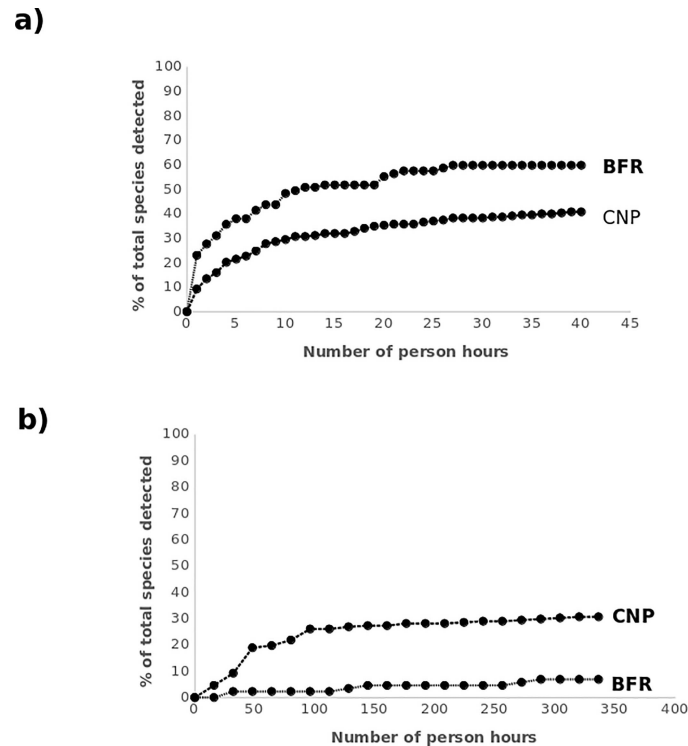 a)
100
90
80
70
60
50
40
30
20
10
0
% of total species detected
BFR
CNP
0 5 10 15 20 25 30 35 40 45
Number of person hours
b)
100
90
80
70
60
50
40
30
20
10
0
% of total species detected
CNP
BFR
0 50 100 150 200 250 300 350 400
Number of person hours